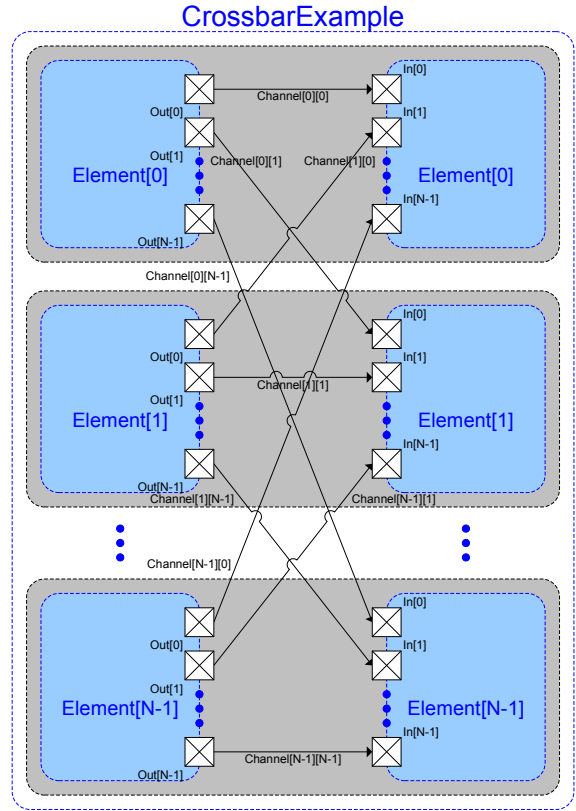 CrossbarExample
In[0]
Channel[0][0]
Out[0]
In[1]
Out[1]
Channel[0][1]
Channel[1][0]
Element[0]
Element[0]
In[N-1]
Out[N-1]
Channel[0][N-1]
In[0]
Out[0]
In[1]
Channel[1][1]
Out[1]
Element[1]
Element[1]
In[N-1]
Out[N-1]
Channel[1][N-1]
Channel[N-1][1]
Channel[N-1][0]
In[0]
Out[0]
In[1]
Out[1]
Element[N-1]
Element[N-1]
In[N-1]
Channel[N-1][N-1]
Out[N-1]